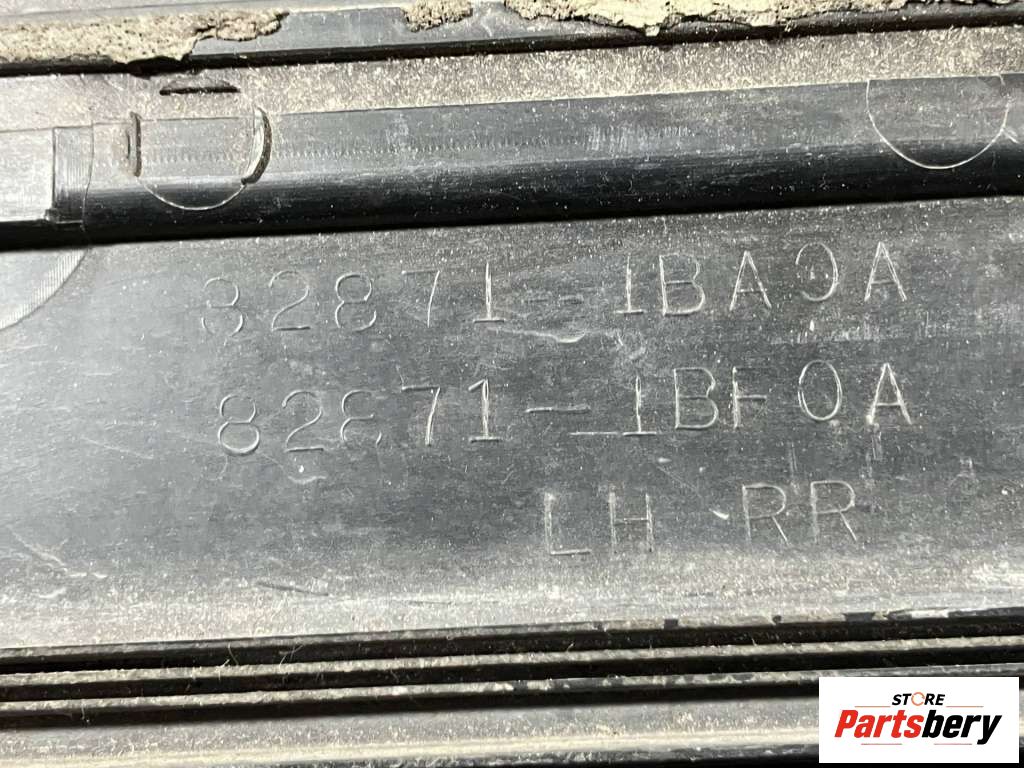 82871-1BA0A
82871-1BF0A
LH RR
STORE
Partsbery